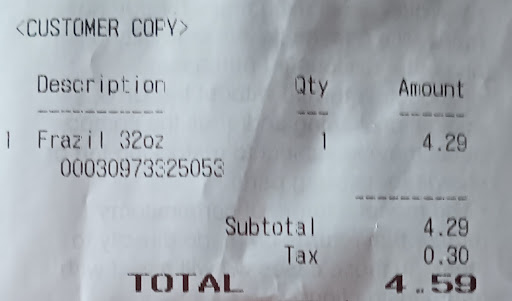 <CUSTOMER COPY>
Description Qty Amount
----------- --- ------
1 Frazil 32oz 1 4.29
00030973325053
----------
Subtotal 4.29
Tax 0.30
TOTAL 4.59